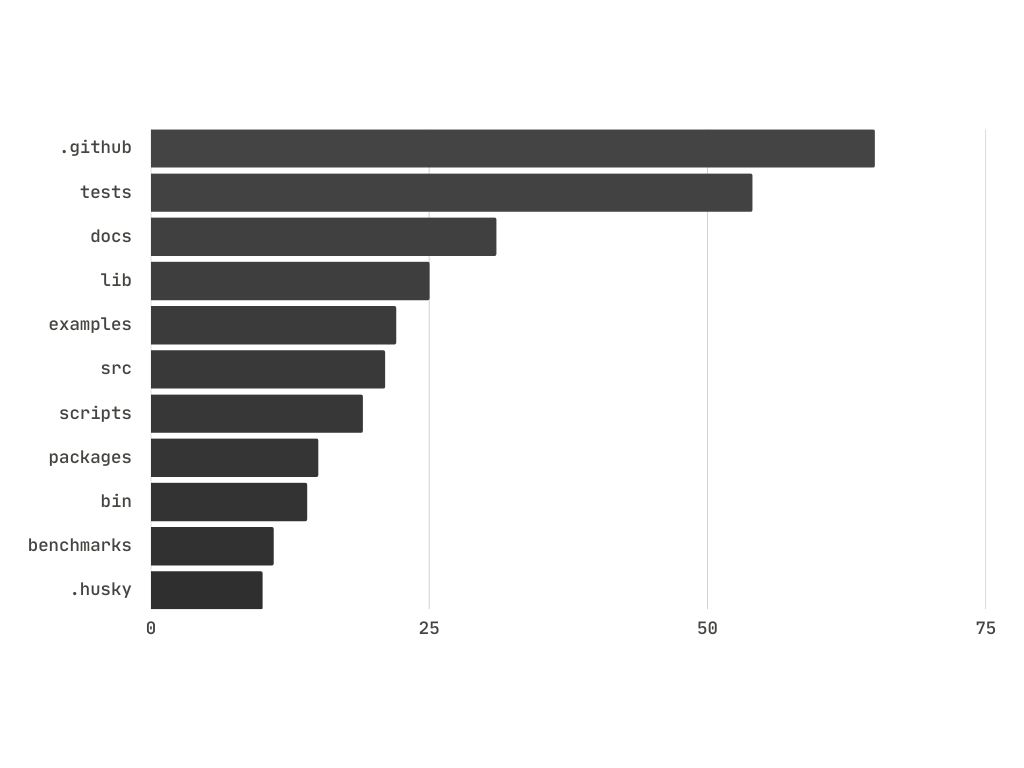 .github
tests
docs
lib
examples
src
scripts
packages
bin
benchmarks
.husky
0 25 50 75